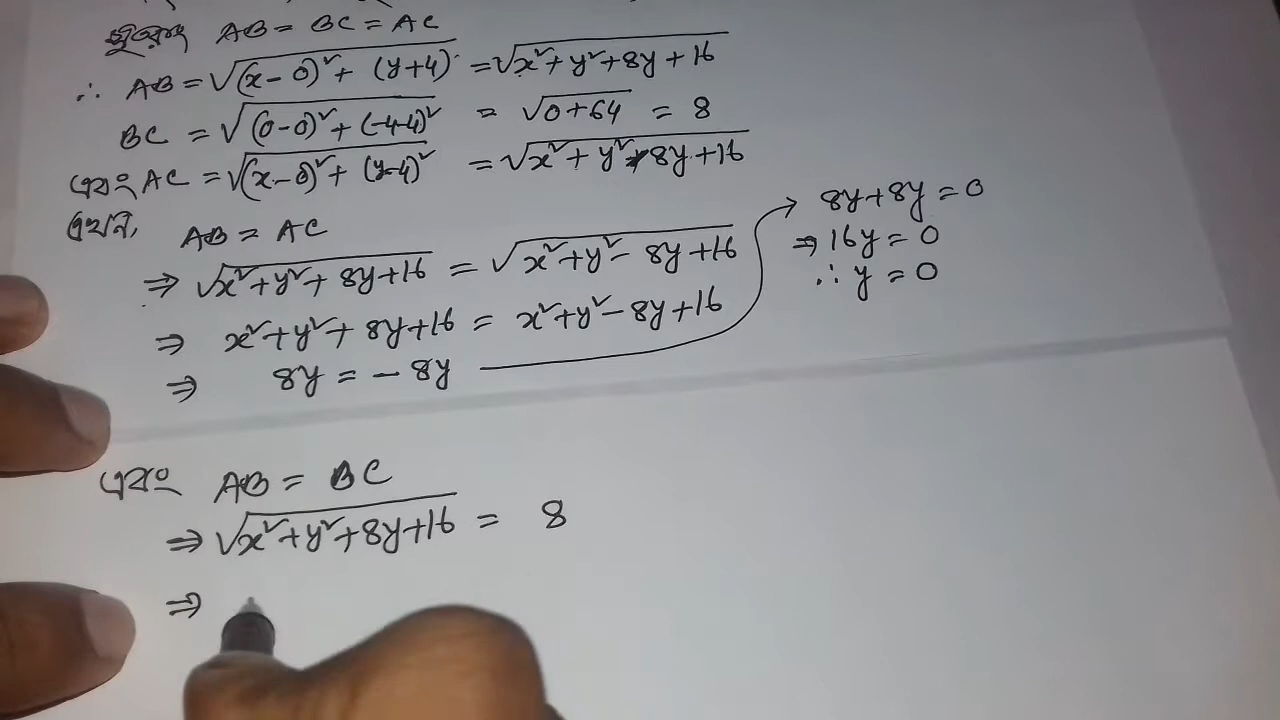 সুতরাং AB = BC = AC
∴ AB = √(x-0)² + (y+4)² = √x²+y²+8y+16
BC = √(0-0)² + (-4-4)² = √0+64 = 8
এবং AC = √(x-0)² + (y-4)² = √x²+y²-8y+16
এখন, AB = AC
⇒ √x²+y²+8y+16 = √x²+y²-8y+16
⇒ x²+y²+8y+16 = x²+y²-8y+16
⇒ 8y = -8y
8y+8y = 0
⇒ 16y = 0
∴ y = 0
এবং AB = BC
⇒ √x²+y²+8y+16 = 8
⇒